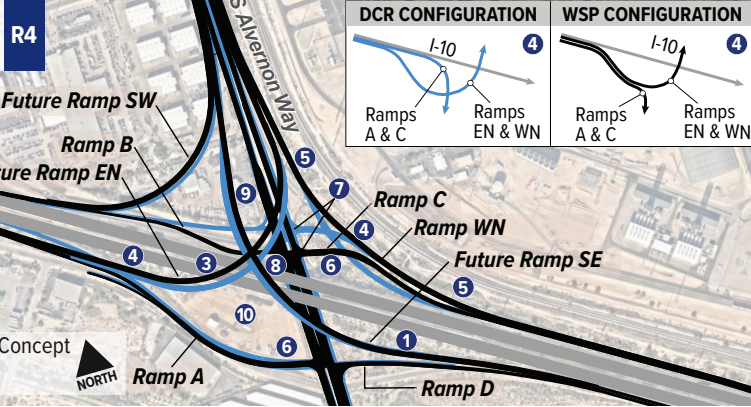 R4
S Alvernon Way
DCR CONFIGURATION
I-10
4
Ramps
A & C
Ramps
EN & WN
WSP CONFIGURATION
I-10
4
Ramps
A & C
Ramps
EN & WN
Future Ramp SW
Ramp B
ture Ramp EN
5
7
9
Ramp C
4
Ramp WN
4
3
8
6
Future Ramp SE
5
10
1
6
Concept
NORTH
Ramp A
Ramp D